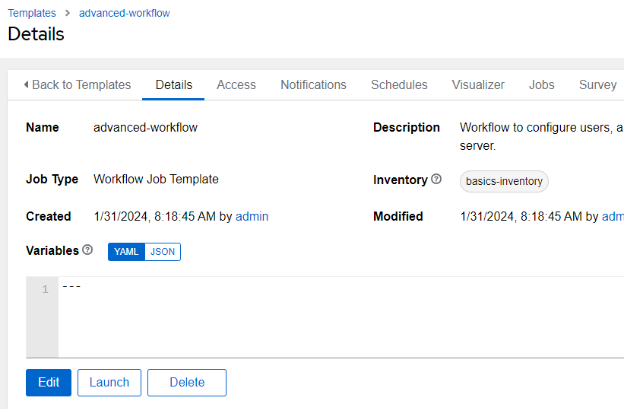 Templates > advanced-workflow
Details
Back to Templates Details Access Notifications Schedules Visualizer Jobs Survey
Name advanced-workflow Description Workflow to configure users, a
server.
Job Type Workflow Job Template Inventory basics-inventory
Created 1/31/2024, 8:18:45 AM by admin Modified 1/31/2024, 8:18:45 AM by adm
Variables YAML JSON
1 ---
Edit Launch Delete